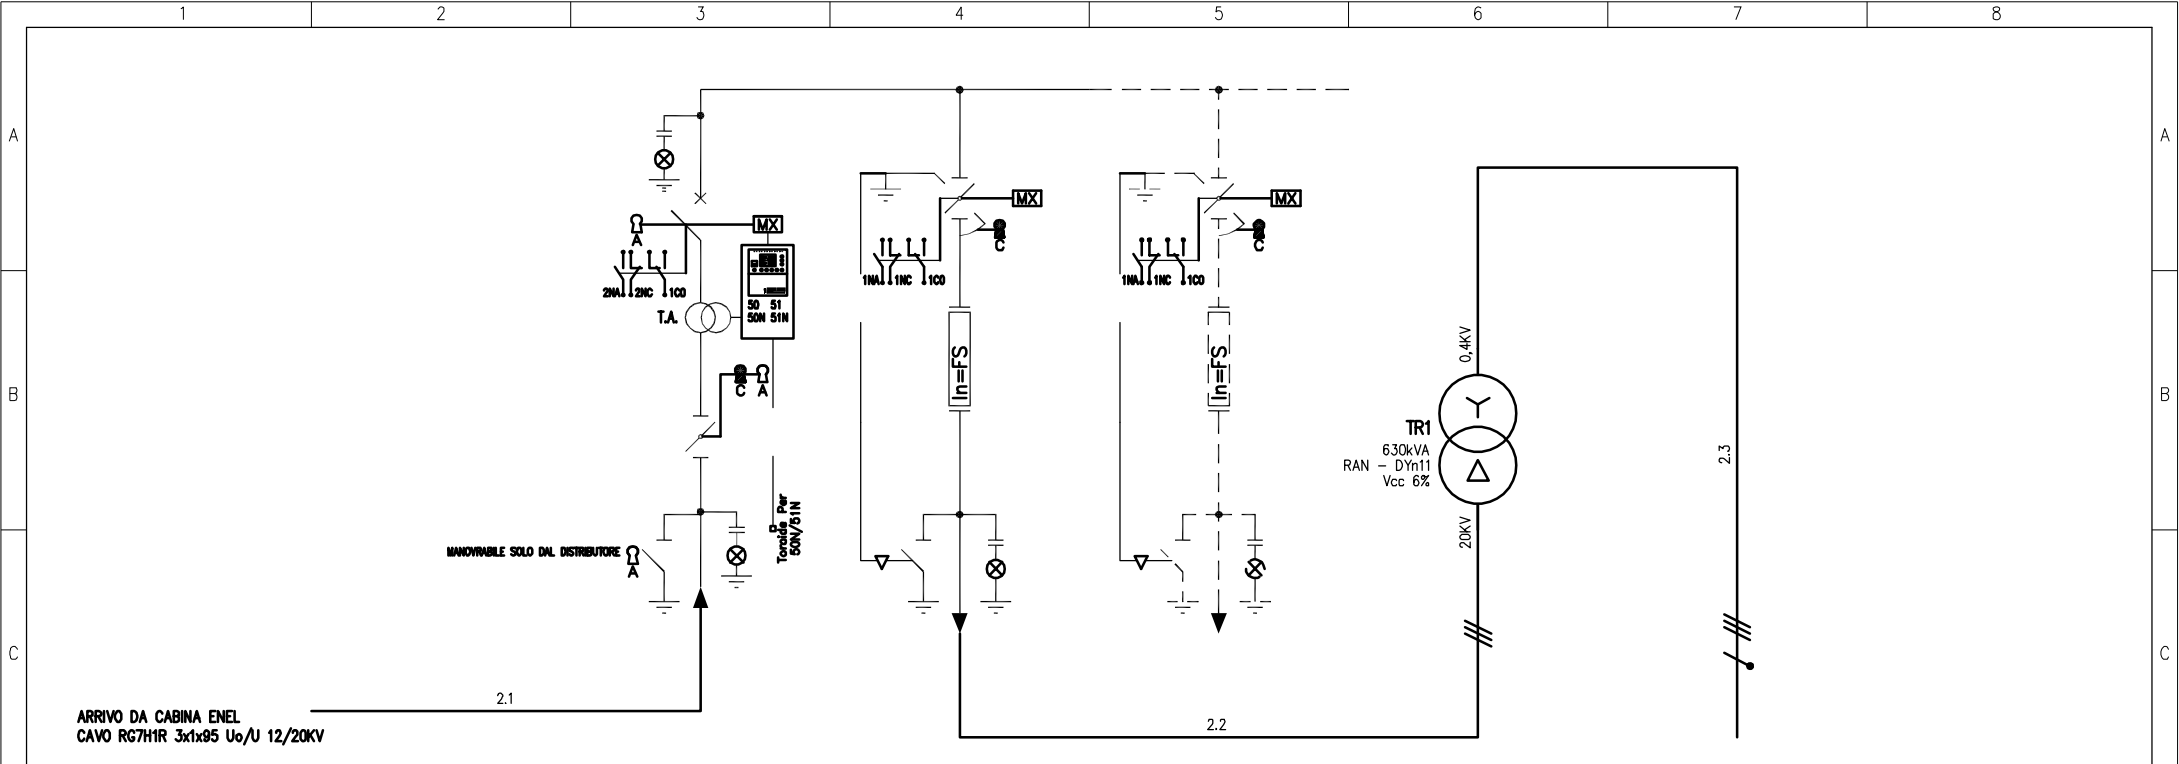 1 2 3 4 5 6 7 8
A A
MX
A
2NA 2NC 1CO
50 51
50N 51N
T.A.
C A
MX
C
1NA 1NC 1CO
In=FS
MX
C
1NA 1NC 1CO
In=FS
B B
0,4KV
TR1
630kVA
RAN - DYn11
Vcc 6%
20KV
2.3
Toroide Per
50N/51N
MANOVRABILE SOLO DAL DISTRIBUTORE
A
C C
2.1
ARRIVO DA CABINA ENEL
CAVO RG7H1R 3x1x95 Uo/U 12/20KV
2.2